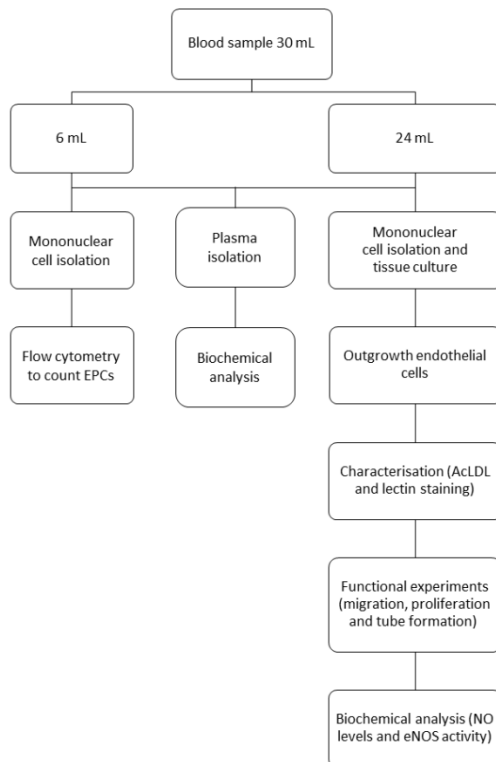 Blood sample 30 mL
6 mL
24 mL
Mononuclear
cell isolation
Plasma
isolation
Mononuclear
cell isolation and
tissue culture
Flow cytometry
to count EPCs
Biochemical
analysis
Outgrowth endothelial
cells
Characterisation (AcLDL
and lectin staining)
Functional experiments
(migration, proliferation
and tube formation)
Biochemical analysis (NO
levels and eNOS activity)